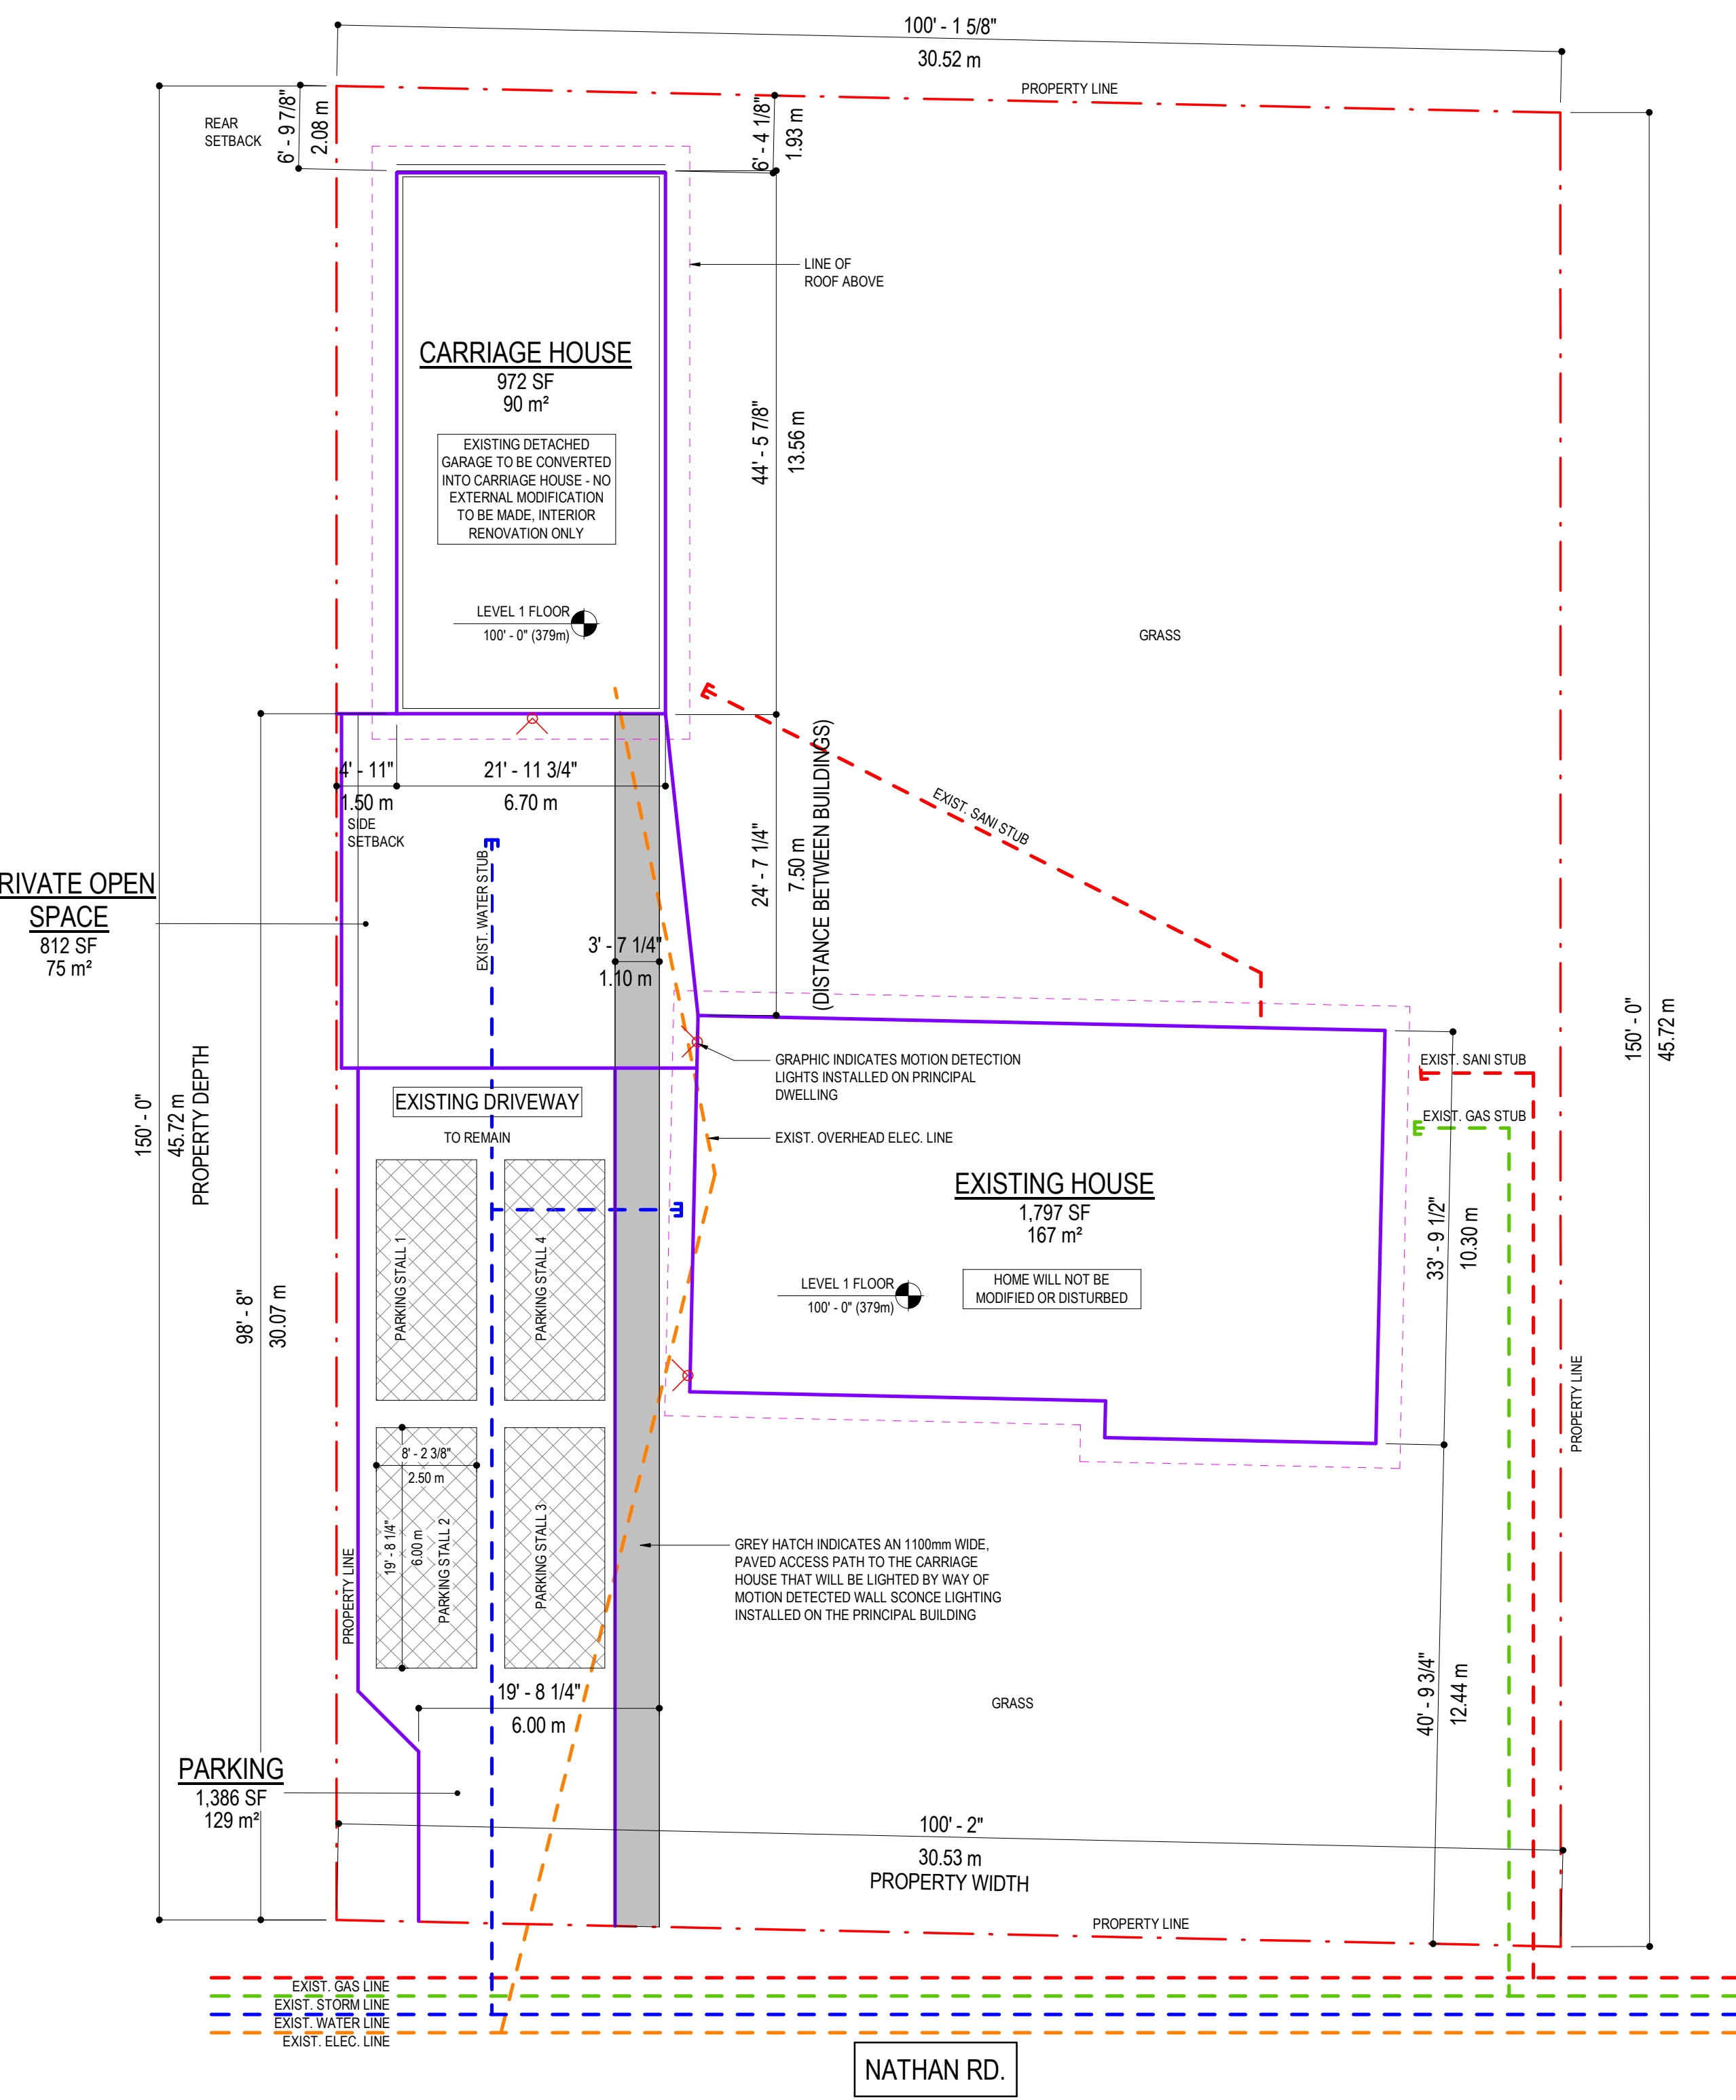 100' - 1 5/8"
30.52 m
PROPERTY LINE
REAR
SETBACK
6' - 9 7/8"
2.08 m
6' - 4 1/8"
1.93 m
LINE OF
ROOF ABOVE
CARRIAGE HOUSE
972 SF
90 m²
EXISTING DETACHED
GARAGE TO BE CONVERTED
INTO CARRIAGE HOUSE - NO
EXTERNAL MODIFICATION
TO BE MADE, INTERIOR
RENOVATION ONLY
44' - 5 7/8"
13.56 m
LEVEL 1 FLOOR
100' - 0" (379m)
GRASS
4' - 11"
1.50 m
SIDE
SETBACK
21' - 11 3/4"
6.70 m
EXIST. SANI STUB
24' - 7 1/4"
7.50 m
(DISTANCE BETWEEN BUILDINGS)
RIVATE OPEN
SPACE
812 SF
75 m²
EXIST. WATER STUB
3' - 7 1/4"
1.10 m
150' - 0"
45.72 m
PROPERTY DEPTH
150' - 0"
45.72 m
GRAPHIC INDICATES MOTION DETECTION
LIGHTS INSTALLED ON PRINCIPAL
DWELLING
EXIST. SANI STUB
EXIST. GAS STUB
EXISTING DRIVEWAY
TO REMAIN
EXIST. OVERHEAD ELEC. LINE
EXISTING HOUSE
1,797 SF
167 m²
LEVEL 1 FLOOR
100' - 0" (379m)
HOME WILL NOT BE
MODIFIED OR DISTURBED
33' - 9 1/2"
10.30 m
PARKING STALL 1
PARKING STALL 4
98' - 8"
30.07 m
PROPERTY LINE
8' - 2 3/8"
2.50 m
19' - 8 1/4"
6.00 m
PARKING STALL 2
PARKING STALL 3
PROPERTY LINE
GREY HATCH INDICATES AN 1100mm WIDE,
PAVED ACCESS PATH TO THE CARRIAGE
HOUSE THAT WILL BE LIGHTED BY WAY OF
MOTION DETECTED WALL SCONCE LIGHTING
INSTALLED ON THE PRINCIPAL BUILDING
19' - 8 1/4"
6.00 m
GRASS
40' - 9 3/4"
12.44 m
PARKING
1,386 SF
129 m²
100' - 2"
30.53 m
PROPERTY WIDTH
PROPERTY LINE
EXIST. GAS LINE
EXIST. STORM LINE
EXIST. WATER LINE
EXIST. ELEC. LINE
NATHAN RD.